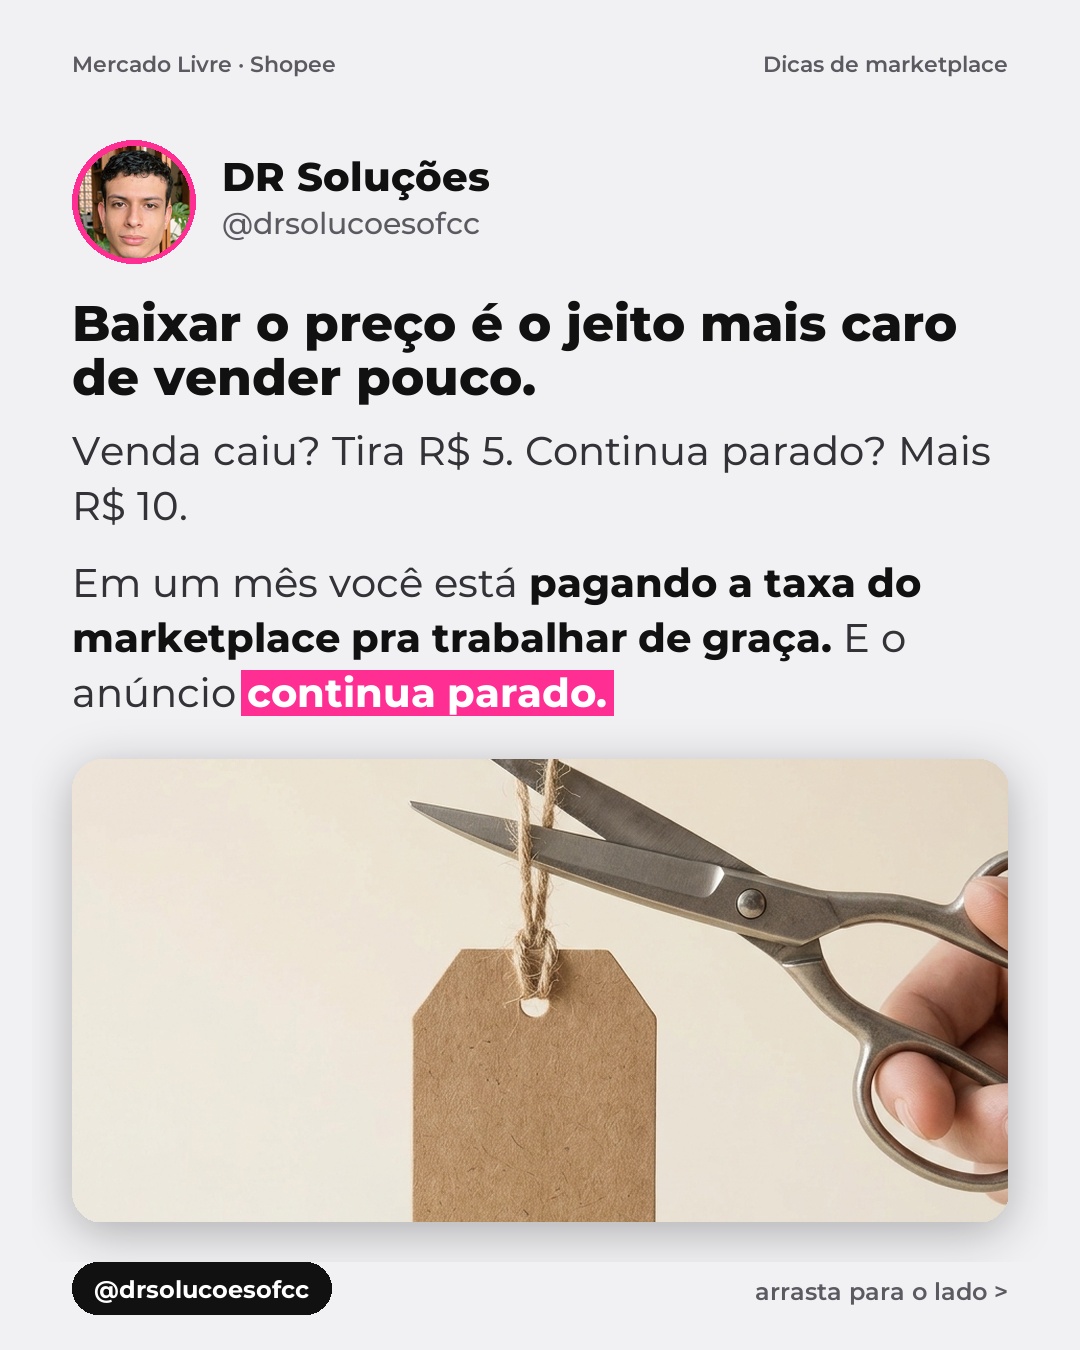 Mercado Livre · Shopee
Dicas de marketplace
DR Soluções
@drsolucoesofcc
Baixar o preço é o jeito mais caro
de vender pouco.
Venda caiu? Tira R$ 5. Continua parado? Mais
R$ 10.
Em um mês você está pagando a taxa do
marketplace pra trabalhar de graça. E o
anúncio continua parado.
@drsolucoesofcc
arrasta para o lado >